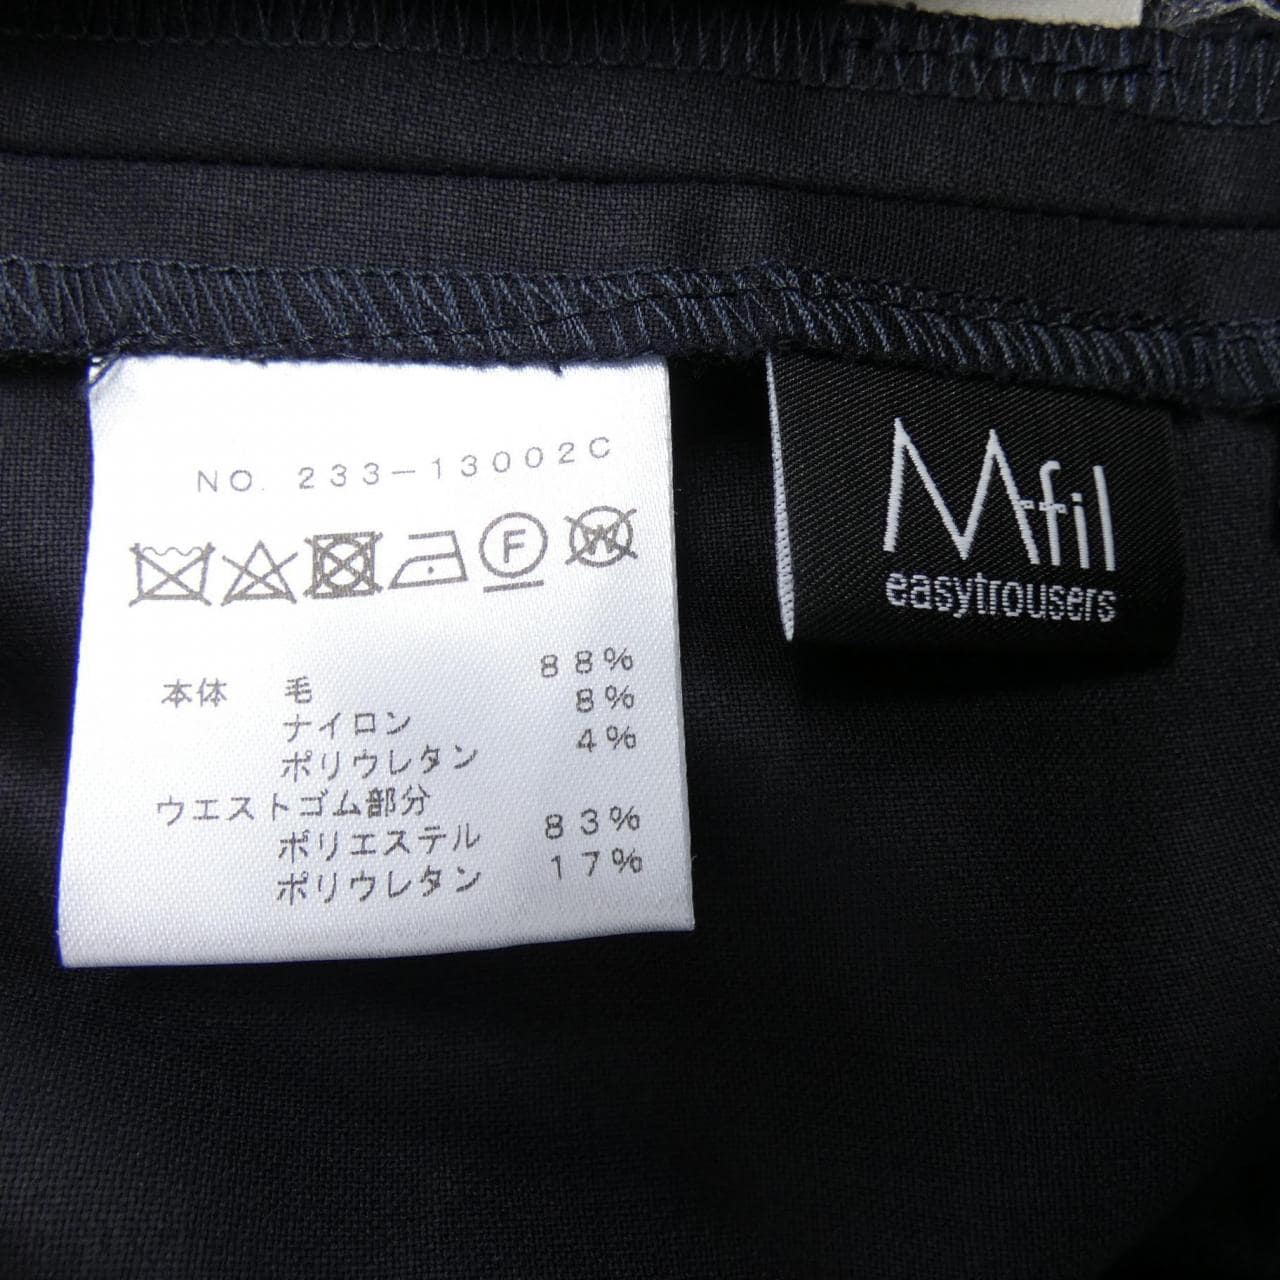 NO. 233-13002C
F
W
本体 毛 88%
ナイロン 8%
ポリウレタン 4%
ウエストゴム部分
ポリエステル 83%
ポリウレタン 17%
M-fil
easytrousers